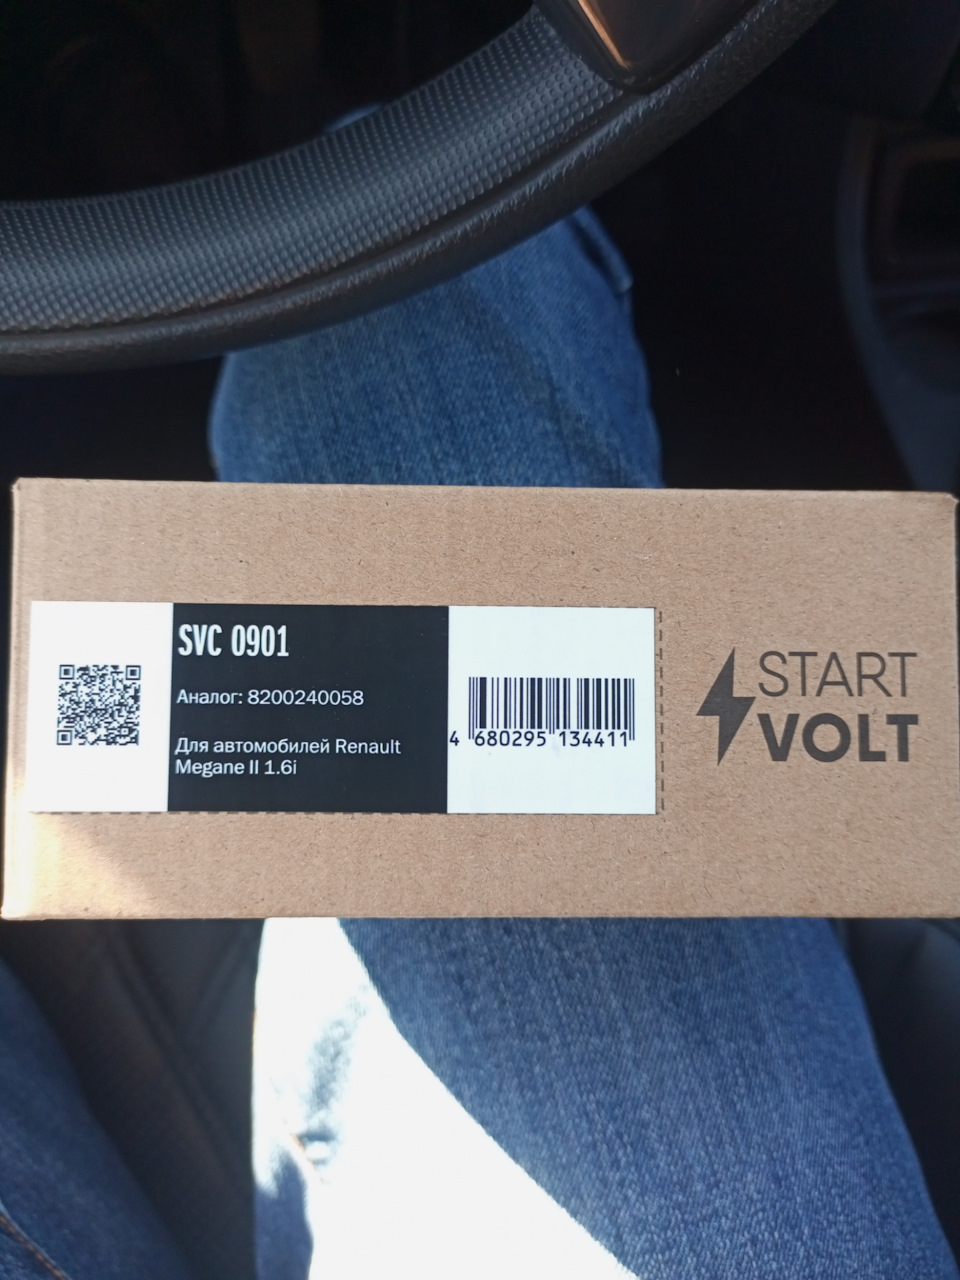 SVC 0901
Аналог: 8200240058
Для автомобилей Renault
Megane II 1.6i
4 680295 134411
START
VOLT